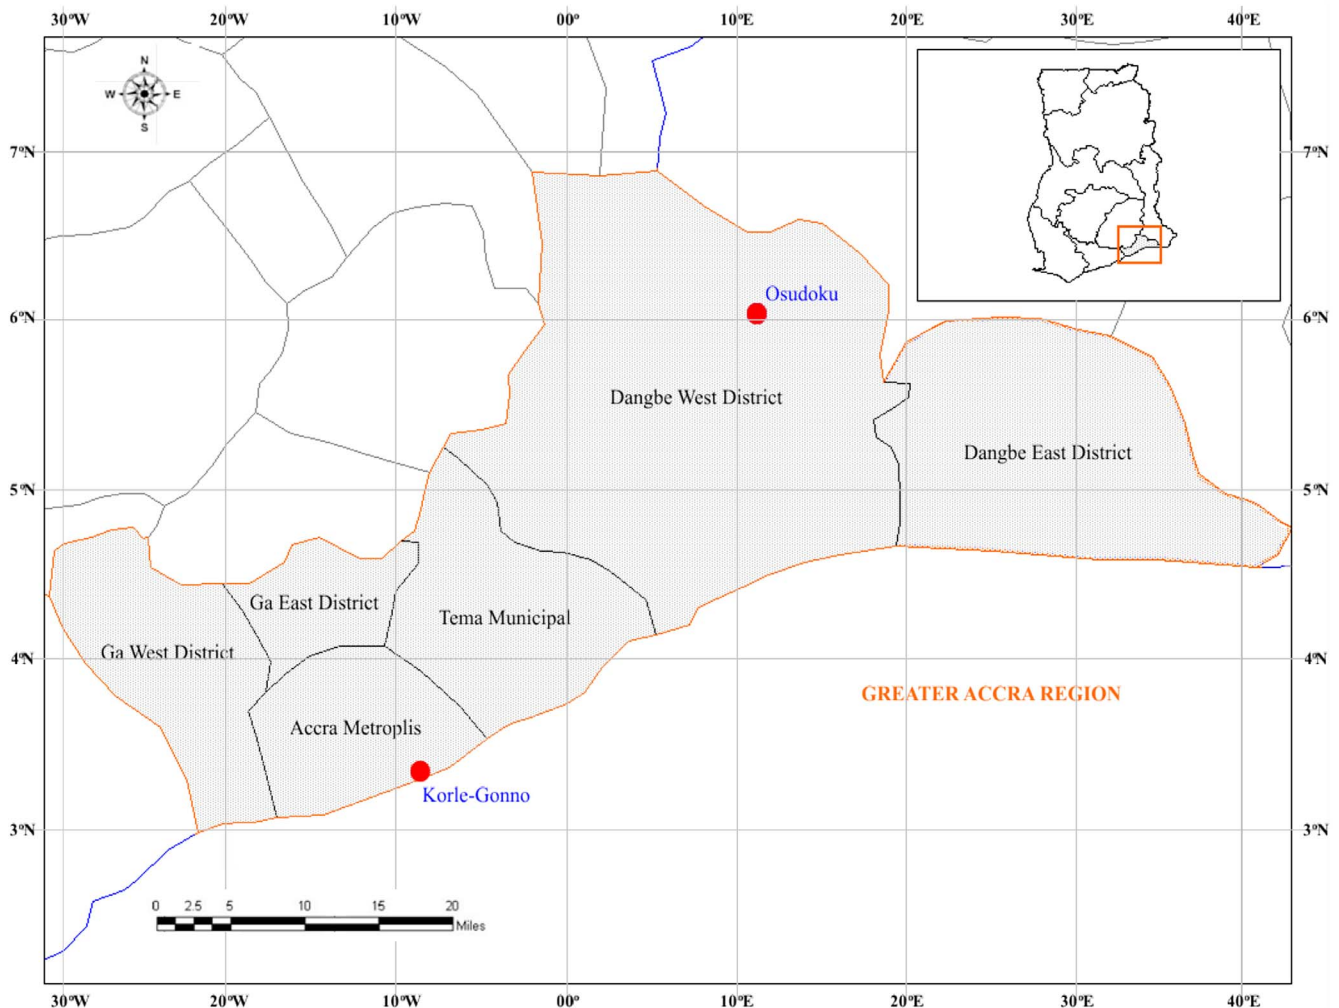 30ºW 20ºW 10ºW 00º 10ºE 20ºE 30ºE 40ºE
N
W E
S
7ºN 7ºN
Osudoku
6ºN 6ºN
Dangbe West District
Dangbe East District
5ºN 5ºN
Ga East District
Tema Municipal
Ga West District
4ºN 4ºN
GREATER ACCRA REGION
Accra Metroplis
Korle-Gonno
3ºN 3ºN
0 2.5 5 10 15 20
Miles
30ºW 20ºW 10ºW 00º 10ºE 20ºE 30ºE 40ºE